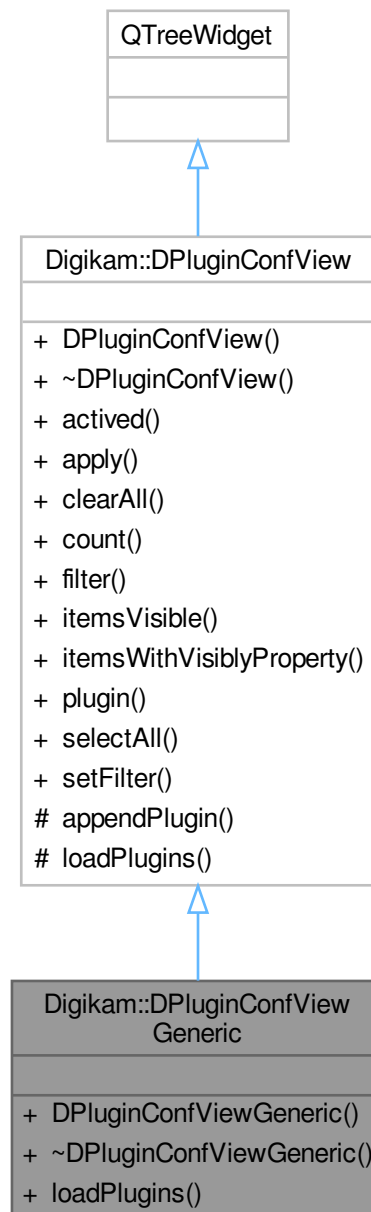 QTreeWidget
Digikam::DPluginConfView
+ DPluginConfView()
+ ~DPluginConfView()
+ actived()
+ apply()
+ clearAll()
+ count()
+ filter()
+ itemsVisible()
+ itemsWithVisiblyProperty()
+ plugin()
+ selectAll()
+ setFilter()
# appendPlugin()
# loadPlugins()
Digikam::DPluginConfView
Generic
+ DPluginConfViewGeneric()
+ ~DPluginConfViewGeneric()
+ loadPlugins()